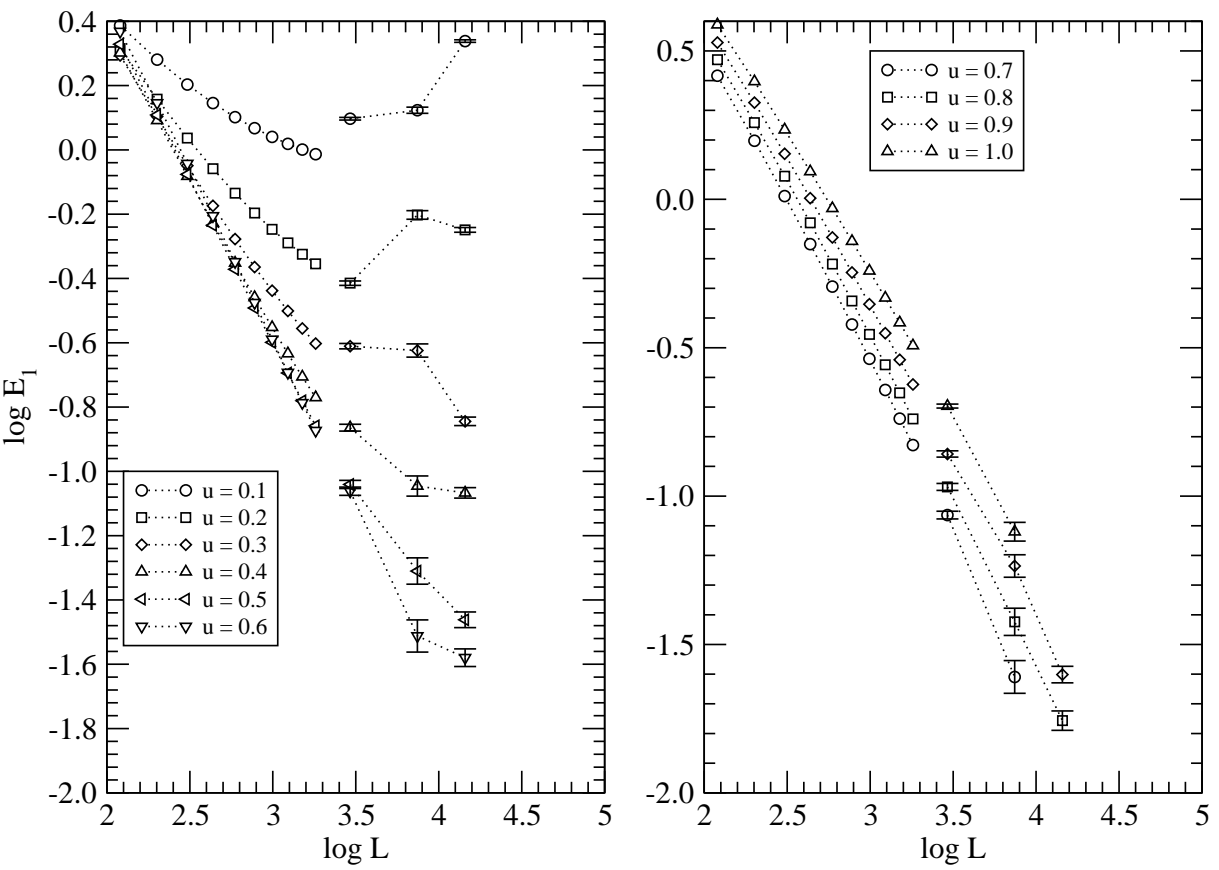 0.4
0.2
0.0
-0.2
-0.4
-0.6
-0.8
-1.0
-1.2
-1.4
-1.6
-1.8
-2.0
log E1
u = 0.1
u = 0.2
u = 0.3
u = 0.4
u = 0.5
u = 0.6
2 2.5 3 3.5 4 4.5 5
log L
0.5
0.0
-0.5
-1.0
-1.5
-2.0
u = 0.7
u = 0.8
u = 0.9
u = 1.0
2 2.5 3 3.5 4 4.5 5
log L